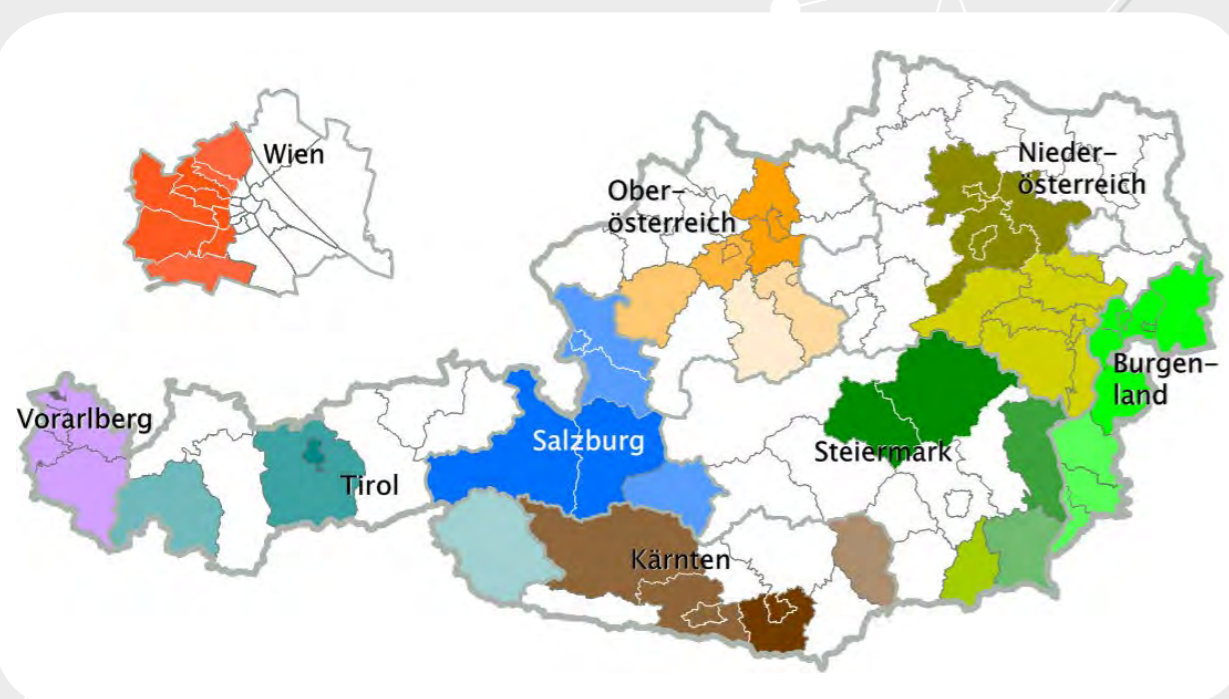 Wien
Nieder-
österreich
Ober-
österreich
Burgen-
land
Vorarlberg
Salzburg
Steiermark
Tirol
Kärnten